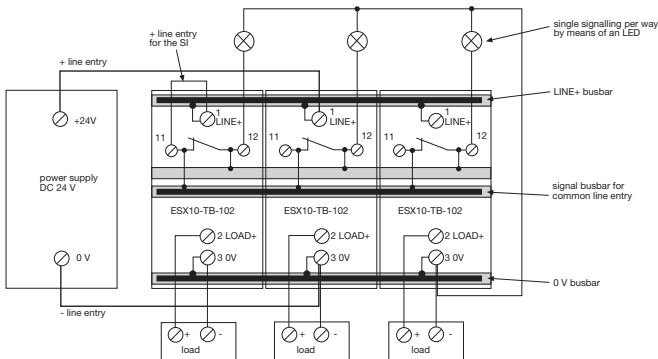 + line entry
for the SI
single signalling per way
by means of an LED
+ line entry
LINE+ busbar
+24V
1
LINE+
1
LINE+
1
LINE+
11
12
11
12
11
12
power supply
DC 24 V
signal busbar for
common line entry
ESX10-TB-102
ESX10-TB-102
ESX10-TB-102
2 LOAD+
2 LOAD+
2 LOAD+
0 V
3 0V
3 0V
3 0V
0 V busbar
- line entry
+
-
+
-
+
-
load
load
load